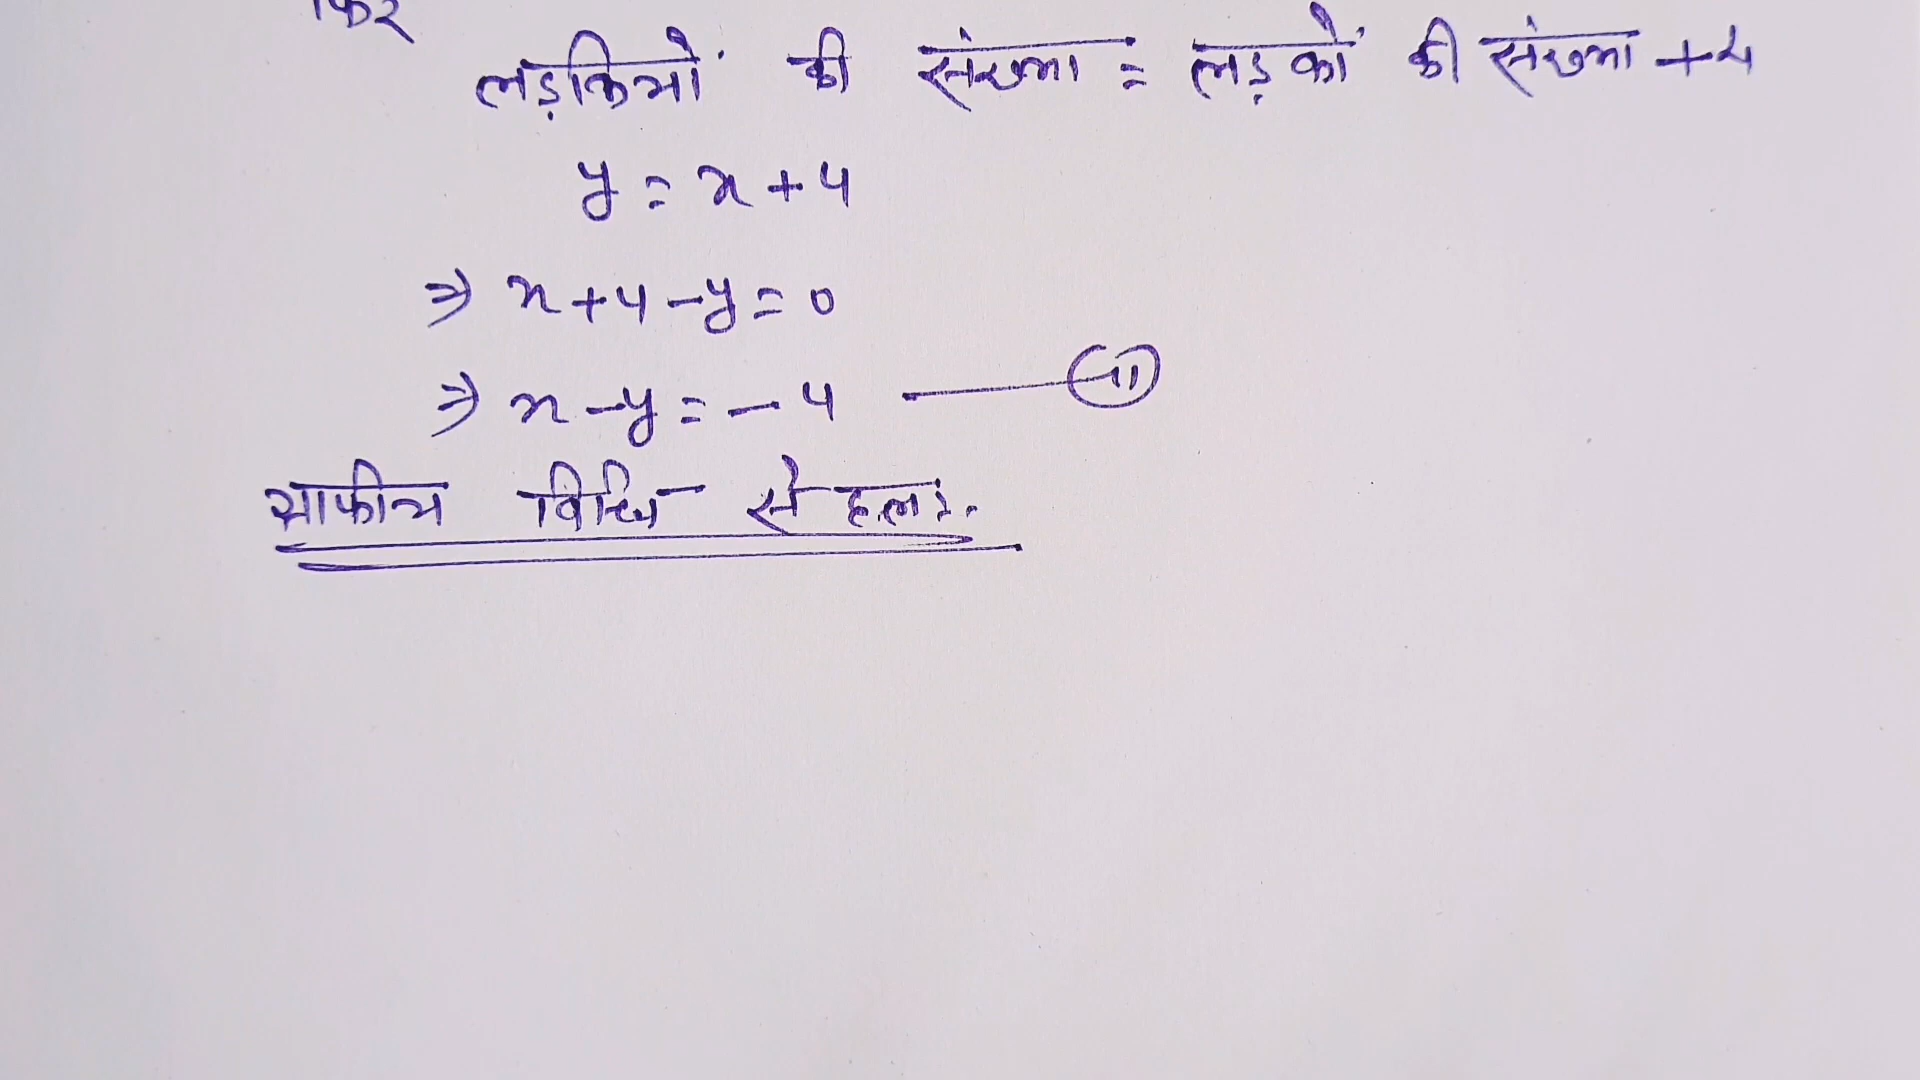 फिर
लड़कियों की संख्या = लड़कों की संख्या + 4
y = x + 4
⇒ x + 4 - y = 0
⇒ x - y = - 4 —— (ii)
ग्राफीय विधि से हल:-